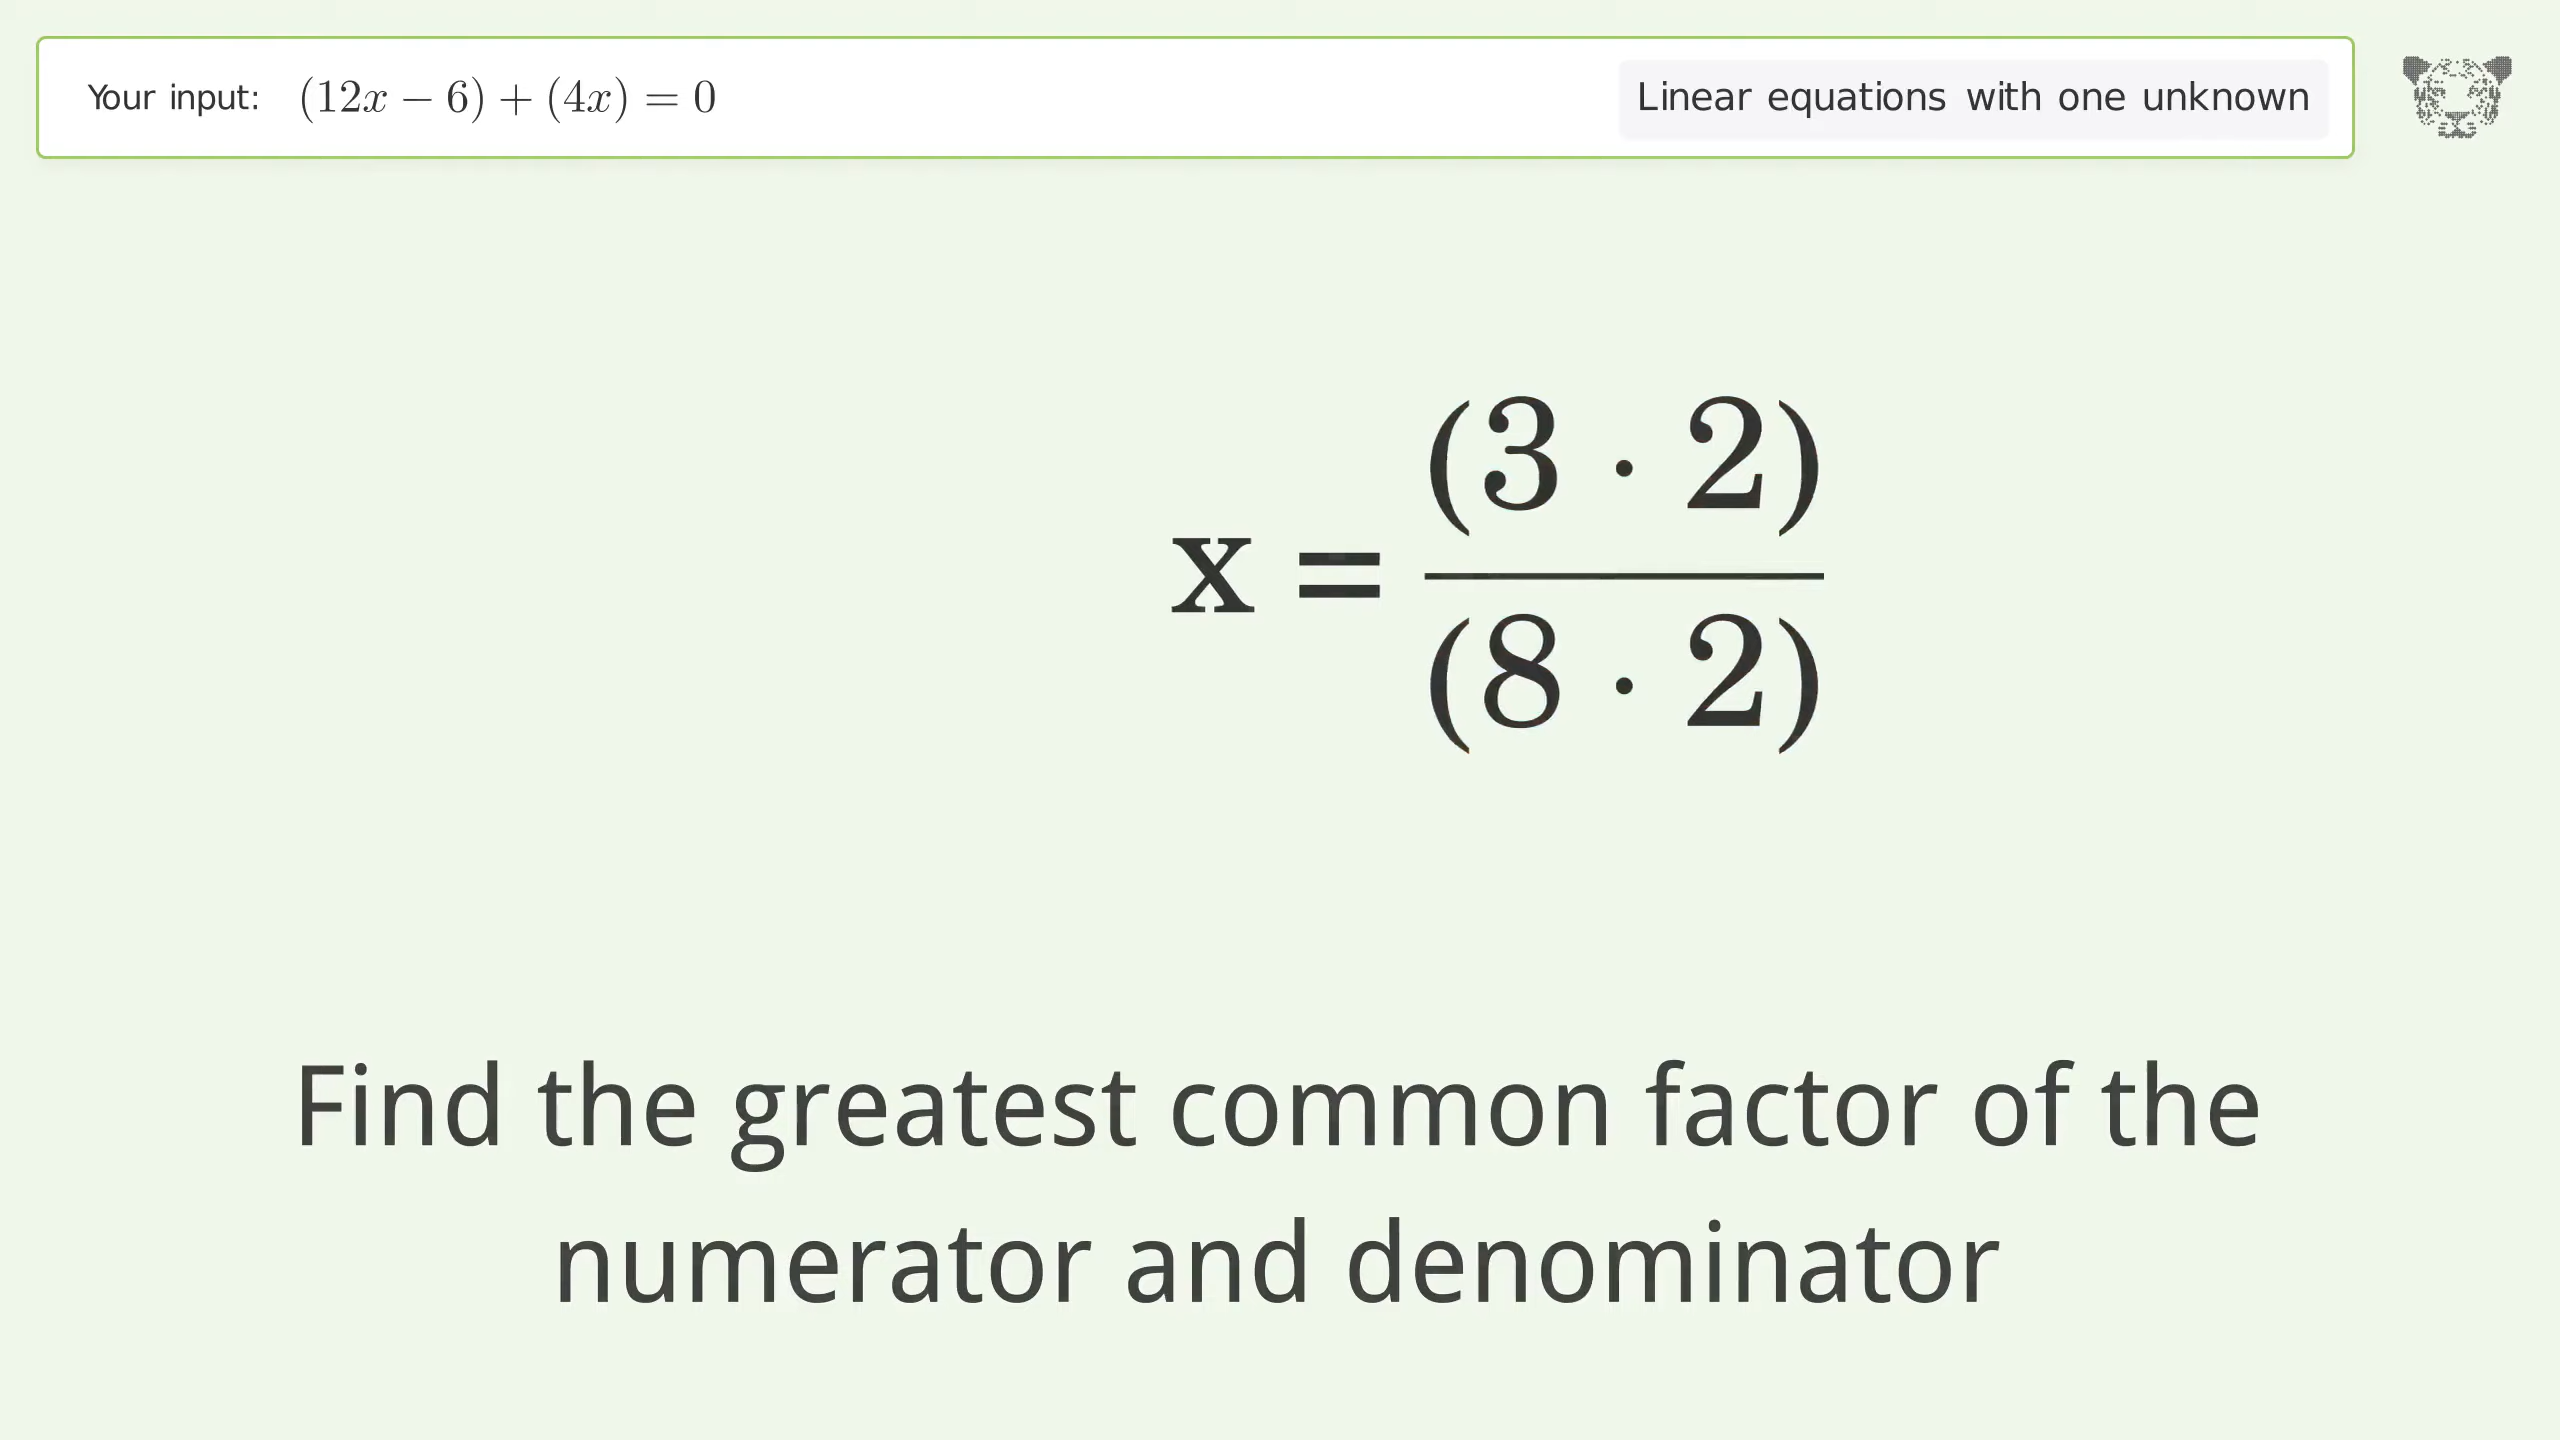 Your input: (12x − 6) + (4x) = 0
Linear equations with one unknown
x = (3 · 2)
(8 · 2)
Find the greatest common factor of the
numerator and denominator